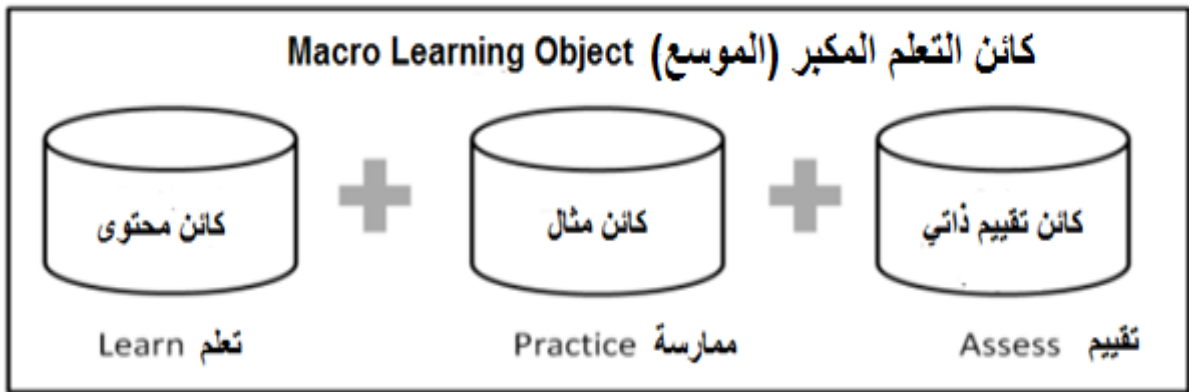 كائن التعلم المكبر (الموسع) Macro Learning Object
كائن محتوى
كائن مثال
كائن تقييم ذاتي
Learn تعلم
Practice ممارسة
Assess تقييم